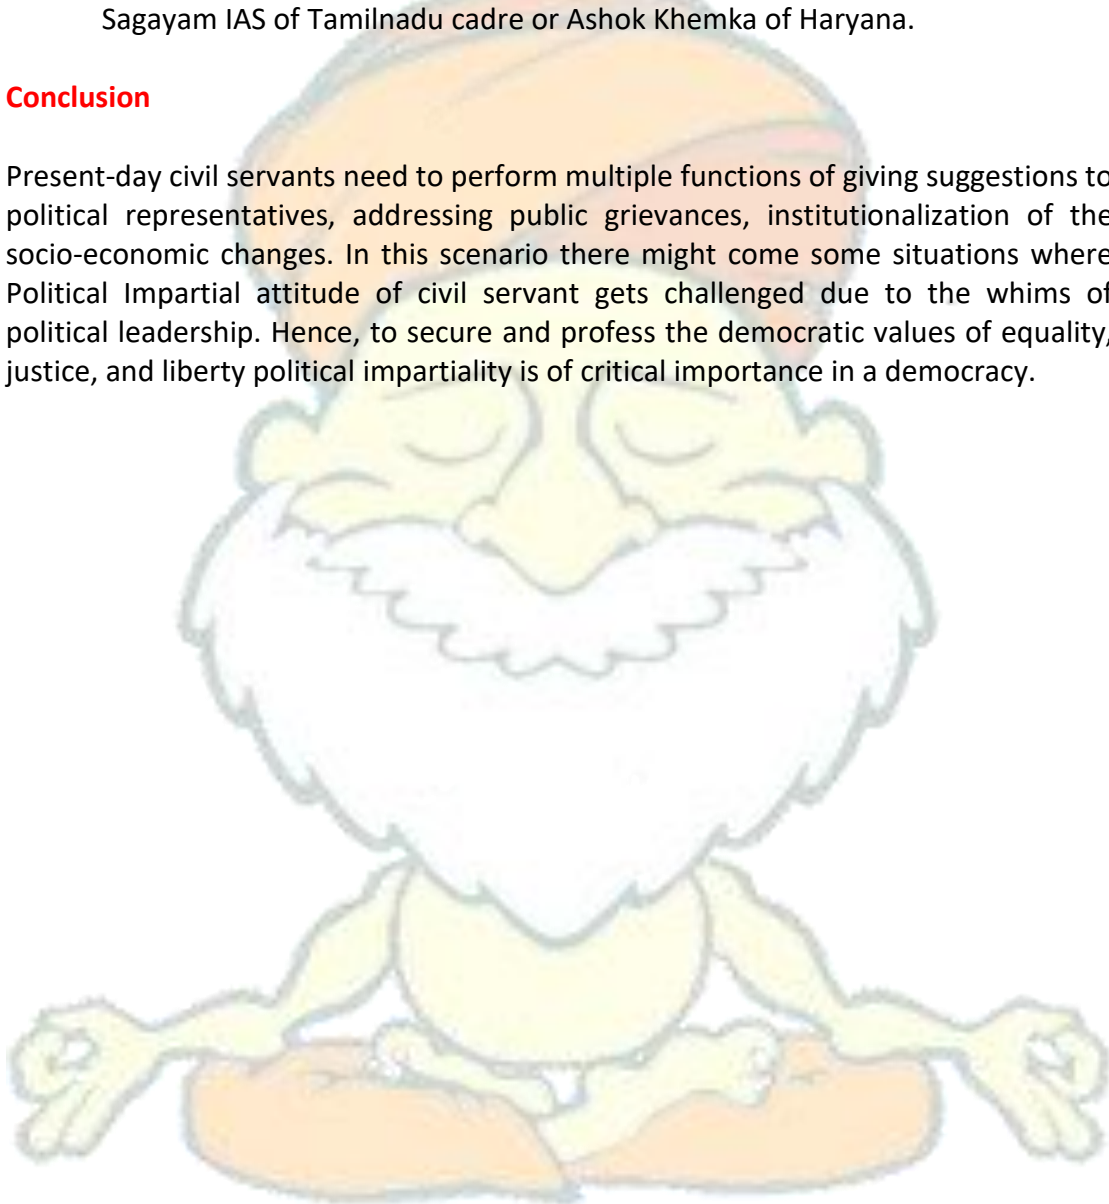 Sagayam IAS of Tamilnadu cadre or Ashok Khemka of Haryana.
Conclusion
Present-day civil servants need to perform multiple functions of giving suggestions to
political representatives, addressing public grievances, institutionalization of the
socio-economic changes. In this scenario there might come some situations where
Political Impartial attitude of civil servant gets challenged due to the whims of
political leadership. Hence, to secure and profess the democratic values of equality,
justice, and liberty political impartiality is of critical importance in a democracy.